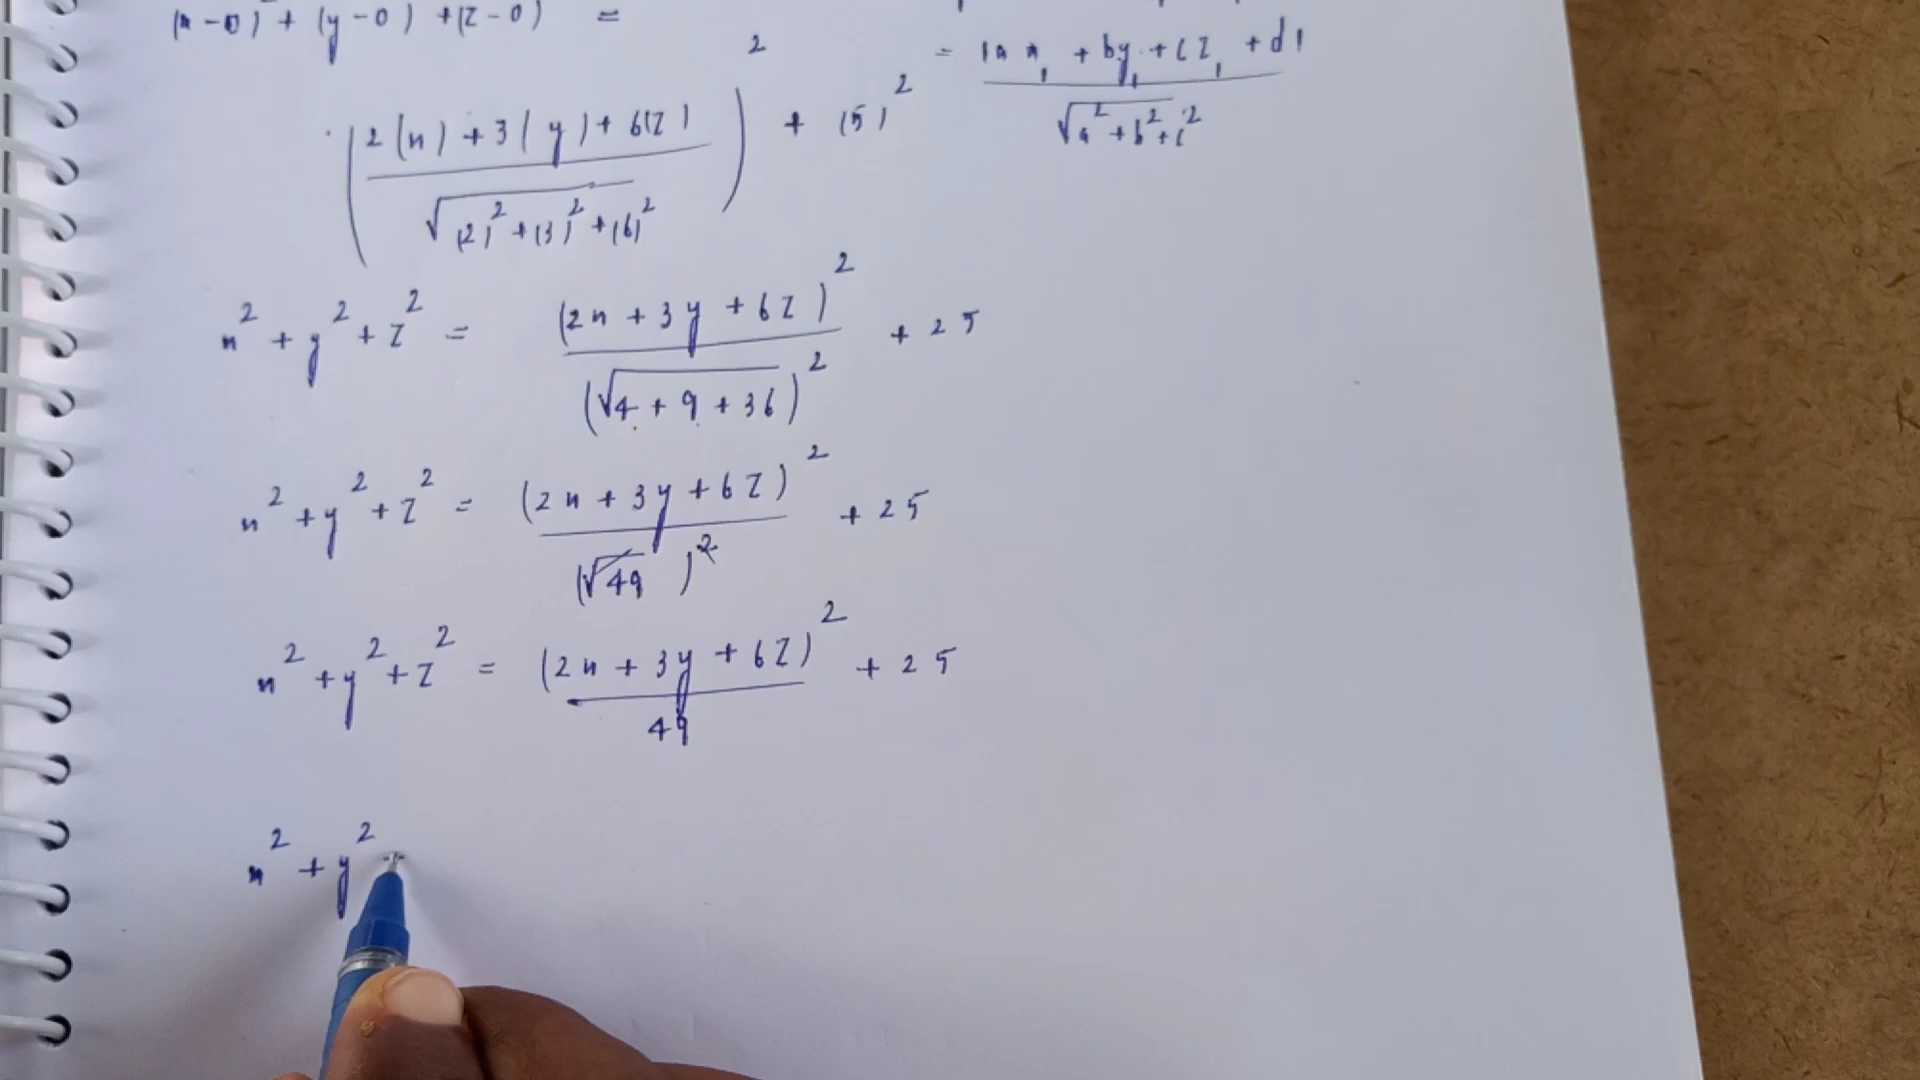 (x-0)² + (y-0) + (z-0) =
= |ax₁ + by₁ + cz₁ + d|
√a²+b²+c²
(2(x) + 3(y) + 6(z))² + (5)²
√(2)²+(3)²+(6)²
x² + y² + z² = (2x + 3y + 6z)² + 25
(√4 + 9 + 36)²
x² + y² + z² = (2x + 3y + 6z)² + 25
(√49)²
x² + y² + z² = (2x + 3y + 6z)² + 25
49
x² + y² +